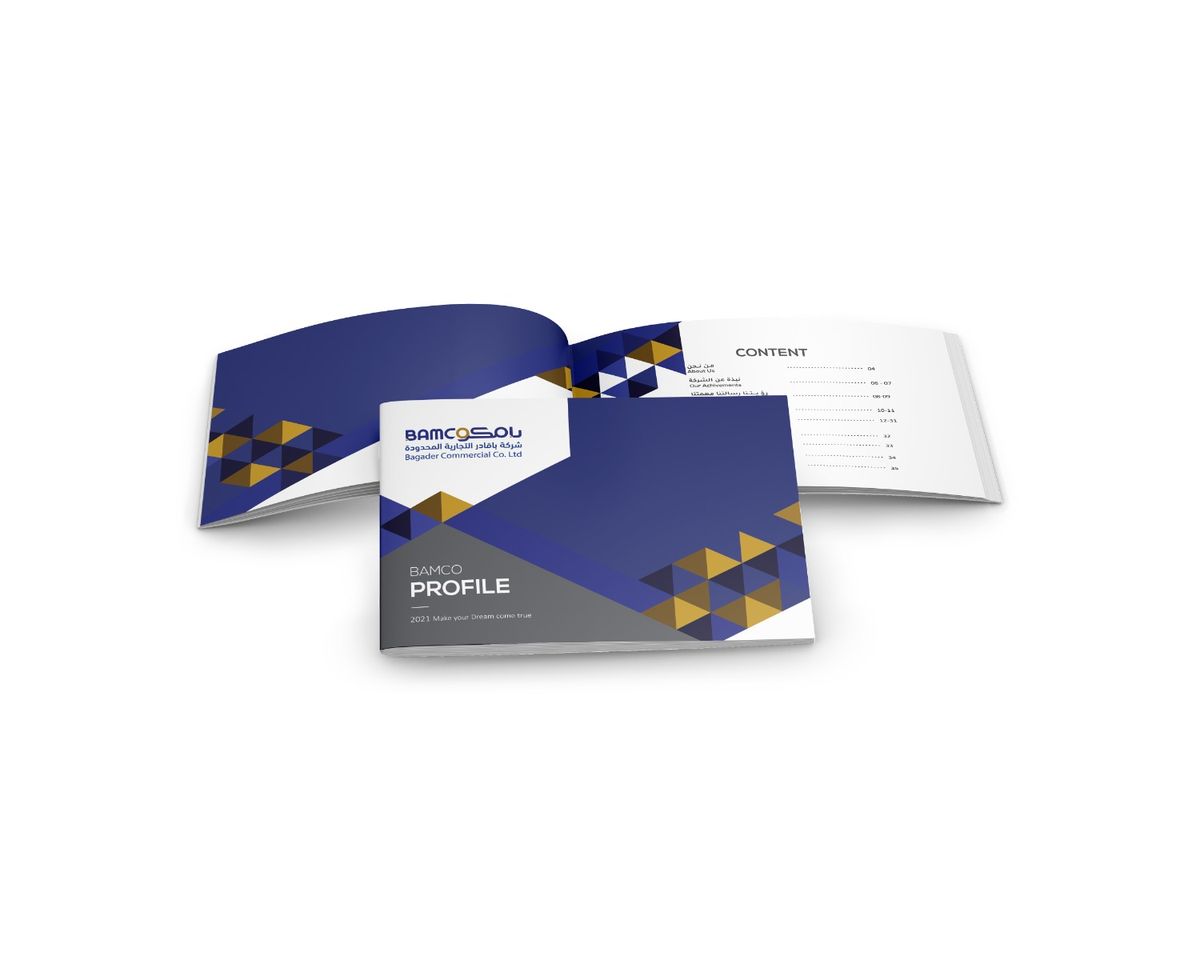 BAMCO بامكو
شركة باقادر التجارية المحدودة
Bagader Commercial Co. Ltd
BAMCO
PROFILE
2021 Make your Dream come true
CONTENT
من نحن
About Us
04
نبذة عن الشركة
Our Achivements
06 - 07
رؤيتنا رسالتنا مهمتنا
08-09
10-11
12-31
32
33
34
35